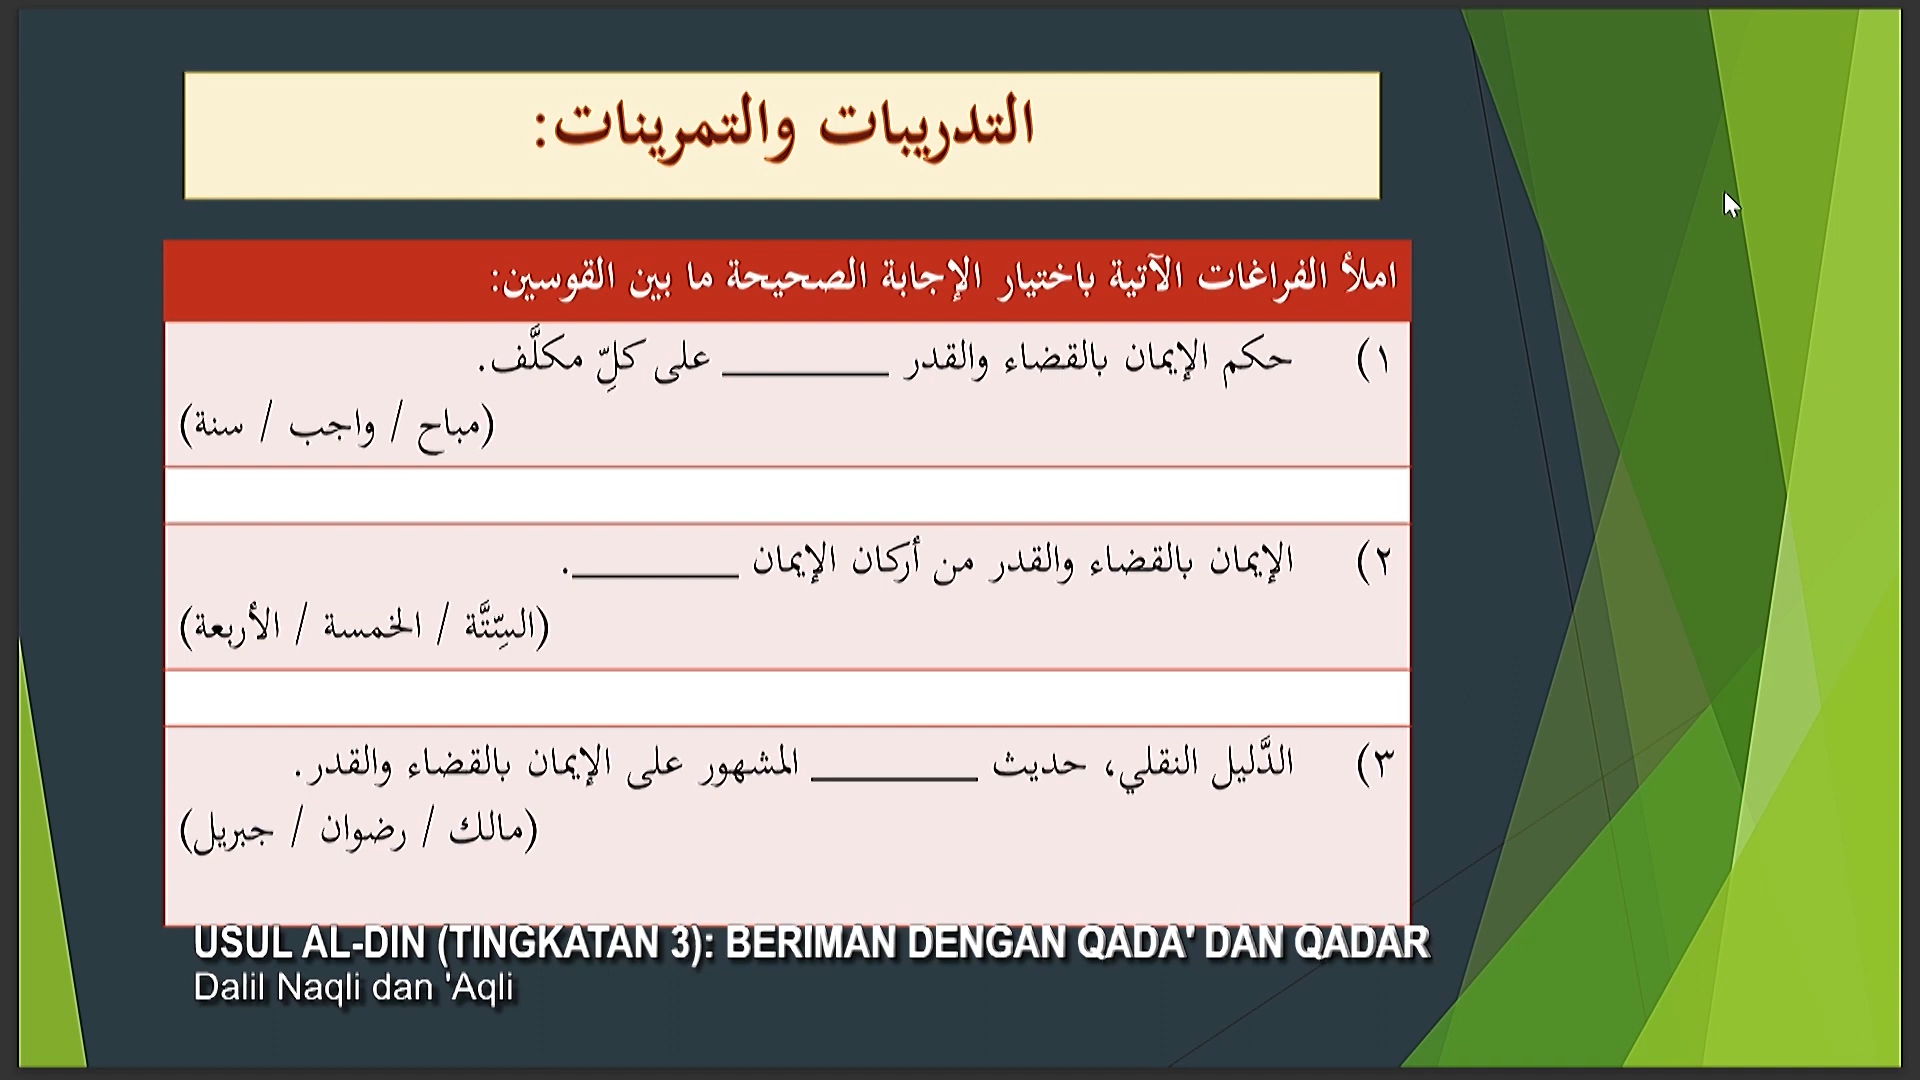 التدريبات والتمرينات:
املأ الفراغات الآتية باختيار الإجابة الصحيحة ما بين القوسين:
١) حكم الإيمان بالقضاء والقدر ________ على كلِّ مكلَّف.
(مباح / واجب / سنة)
٢) الإيمان بالقضاء والقدر من أركان الإيمان ________.
(السِّتَّة / الخمسة / الأربعة)
٣) الدَّليل النقلي، حديث ________ المشهور على الإيمان بالقضاء والقدر.
(مالك / رضوان / جبريل)
USUL AL-DIN (TINGKATAN 3): BERIMAN DENGAN QADA' DAN QADAR
Dalil Naqli dan 'Aqli